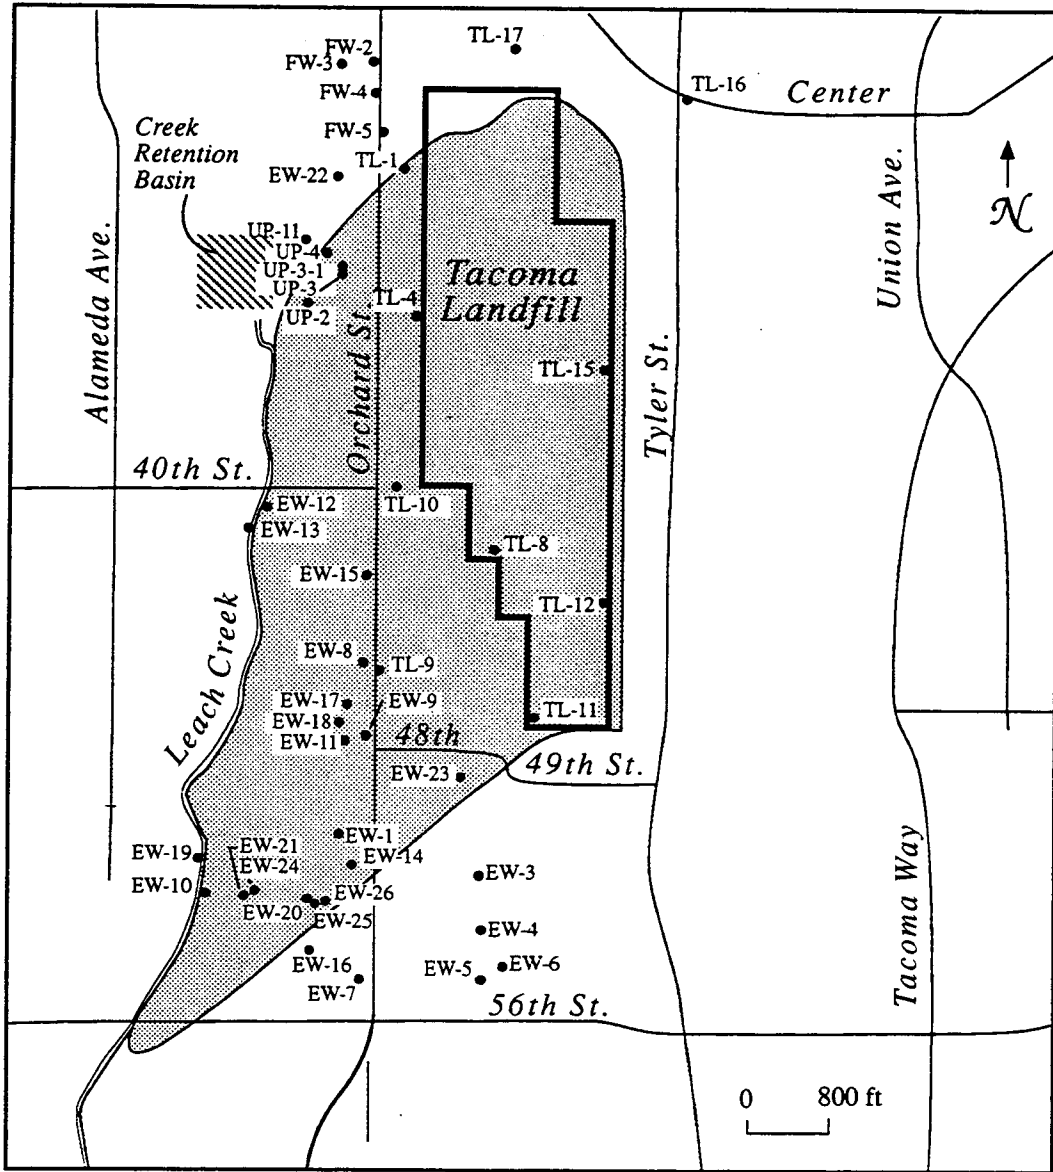 TL-17
FW-2
FW-3
TL-16
FW-4
Center
Creek
Retention
Basin
FW-5
TL-1
EW-22
Alameda Ave.
Union Ave.
N
UP-11
UP-4
UP-3-1
UP-3
UP-2
Tacoma
Landfill
TL-4
TL-15
Orchard St.
Tyler St.
40th St.
TL-10
EW-12
EW-13
TL-8
EW-15
TL-12
EW-8
TL-9
Leach Creek
EW-17
EW-9
EW-18
TL-11
EW-11
48th
49th St.
EW-23
EW-1
EW-21
EW-19
EW-24
EW-14
EW-3
EW-10
EW-26
EW-20
EW-25
EW-4
EW-16
EW-6
EW-5
EW-7
Tacoma Way
56th St.
0 800 ft